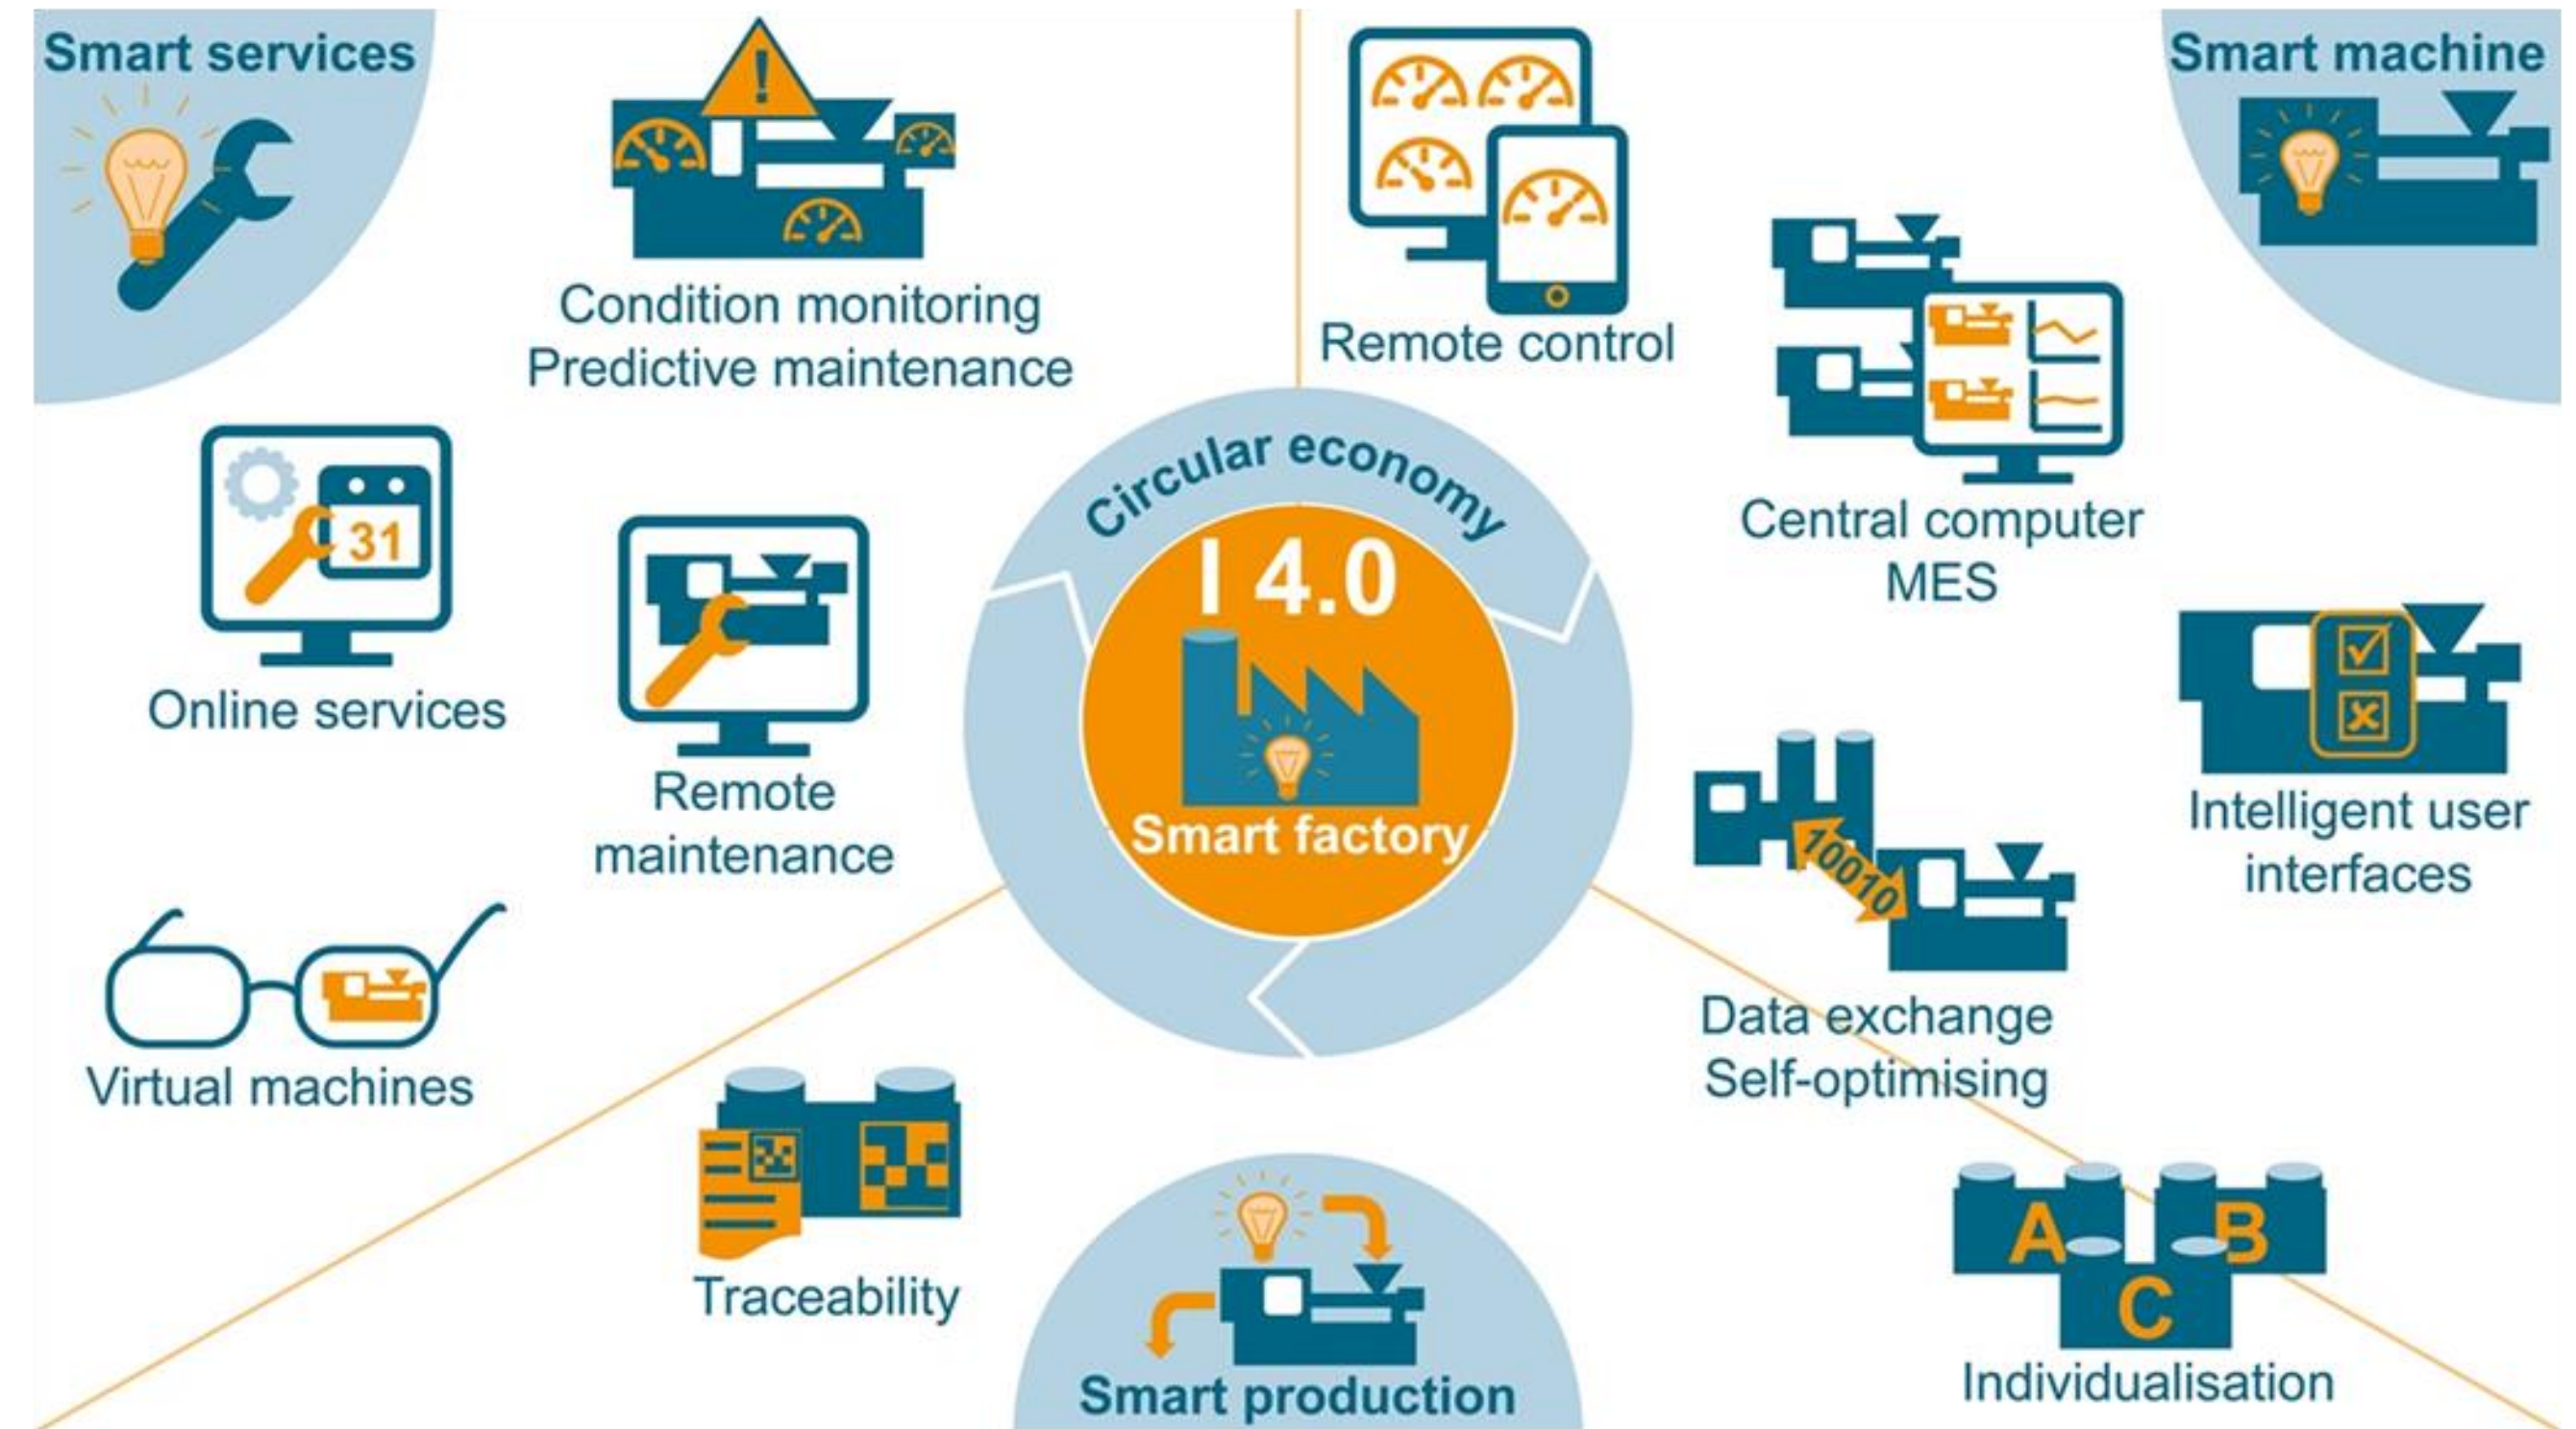 Smart services
!
Condition monitoring
Predictive maintenance
31
Online services
Remote
maintenance
Virtual machines
Circular economy
I 4.0
Smart factory
Smart machine
Remote control
Central computer
MES
Intelligent user
interfaces
10010
Data exchange
Self-optimising
Traceability
Smart production
A
B
C
Individualisation